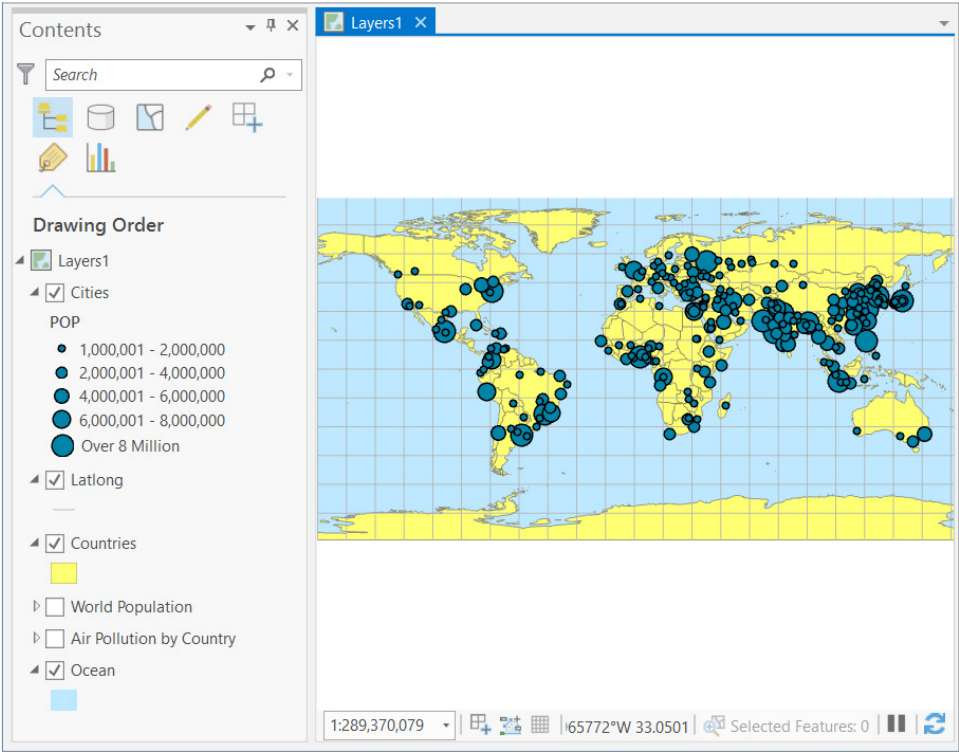 Contents
Search
Drawing Order
Layers1
Cities
POP
1,000,001 - 2,000,000
2,000,001 - 4,000,000
4,000,001 - 6,000,000
6,000,001 - 8,000,000
Over 8 Million
Latlong
Countries
World Population
Air Pollution by Country
Ocean
Layers1
1:289,370,079
65772°W 33.0501
Selected Features: 0